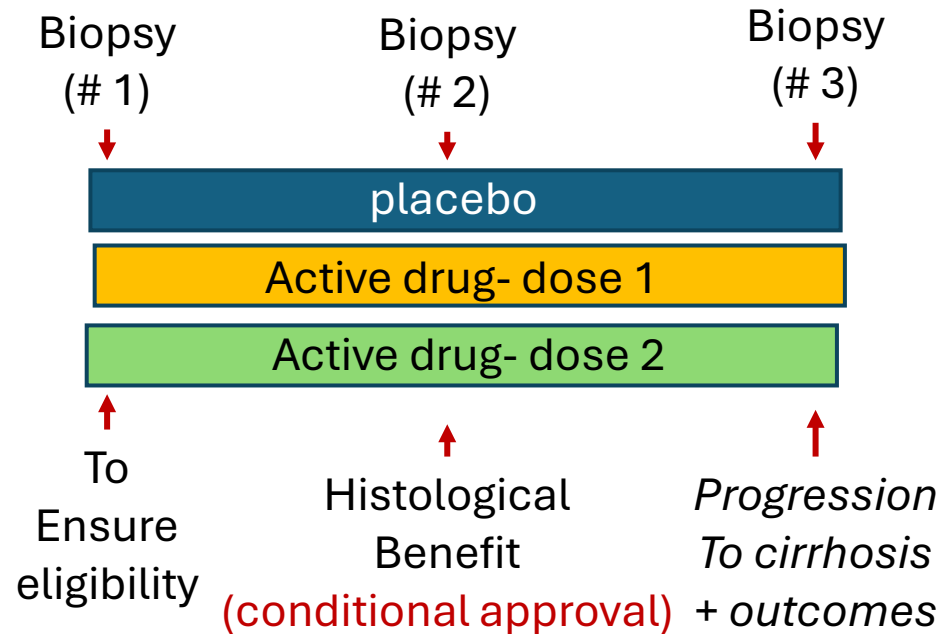 Biopsy
(# 1)
Biopsy
(# 2)
Biopsy
(# 3)
placebo
Active drug- dose 1
Active drug- dose 2
To
Ensure
eligibility
Histological
Benefit
(conditional approval)
Progression
To cirrhosis
+ outcomes